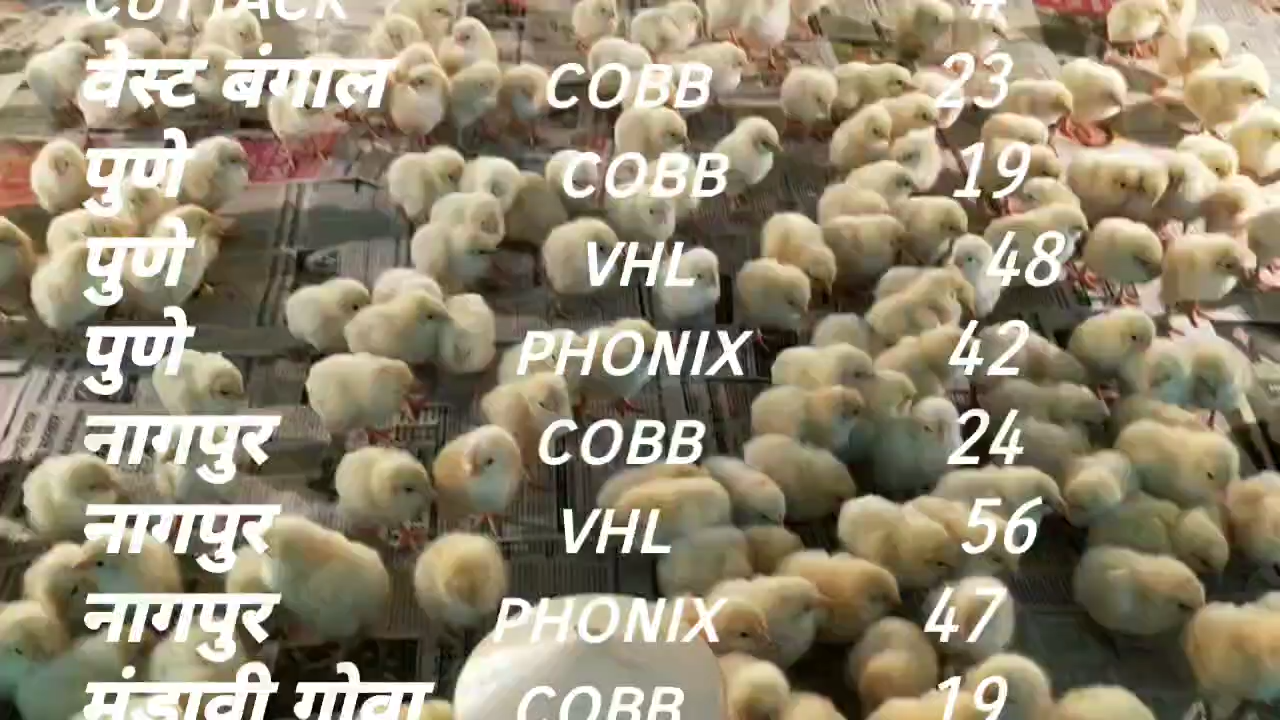 CUTTACK #
वेस्ट बंगाल COBB 23
पुणे COBB 19
पुणे VHL 48
पुणे PHONIX 42
नागपुर COBB 24
नागपुर VHL 56
नागपुर PHONIX 47
मंडावी गोवा COBB 19